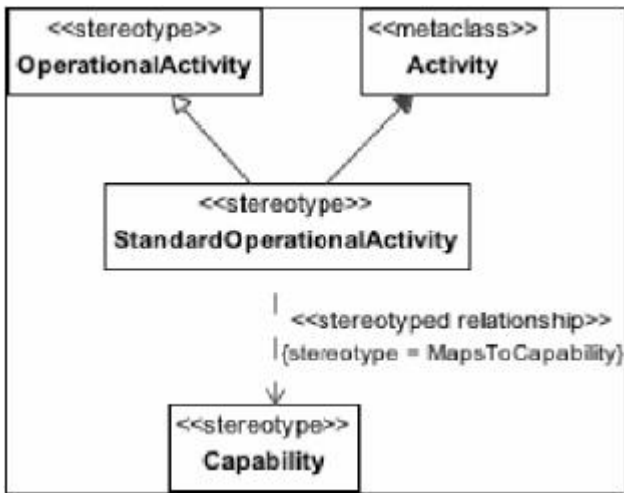 <<stereotype>>
OperationalActivity
<<metaclass>>
Activity
<<stereotype>>
StandardOperationalActivity
<<stereotyped relationship>>
{stereotype = MapsToCapability}
<<stereotype>>
Capability